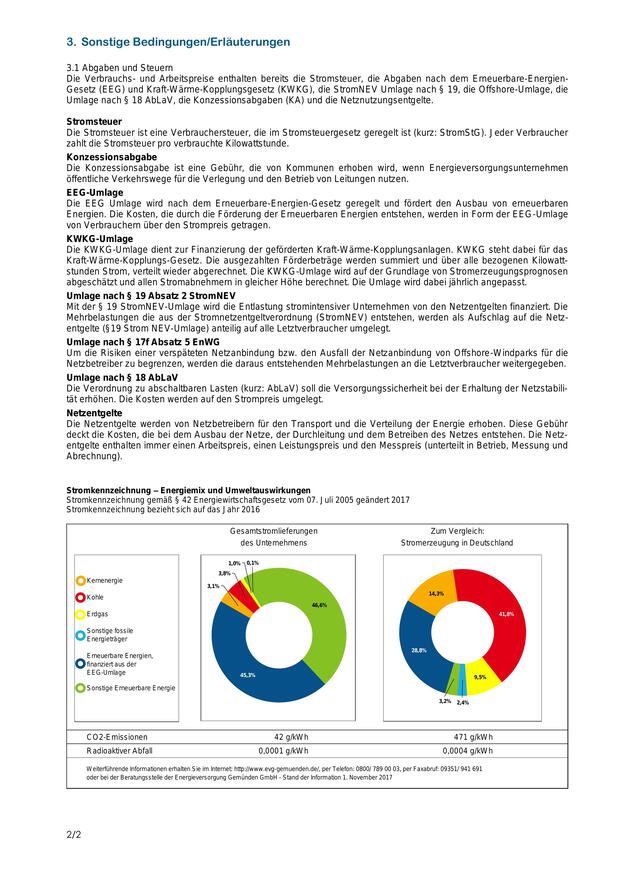 3. Sonstige Bedingungen/Erläuterungen
3.1 Abgaben und Steuern
Die Verbrauchs- und Arbeitspreise enthalten bereits die Stromsteuer, die Abgaben nach dem Erneuerbare-Energien-
Gesetz (EEG) und Kraft-Wärme-Kopplungsgesetz (KWKG), die StromNEV Umlage nach § 19, die Offshore-Umlage, die
Umlage nach § 18 AbLaV, die Konzessionsabgaben (KA) und die Netznutzungsentgelte.
Stromsteuer
Die Stromsteuer ist eine Verbrauchersteuer, die im Stromsteuergesetz geregelt ist (kurz: StromStG). Jeder Verbraucher
zahlt die Stromsteuer pro verbrauchte Kilowattstunde.
Konzessionsabgabe
Die Konzessionsabgabe ist eine Gebühr, die von Kommunen erhoben wird, wenn Energieversorgungsunternehmen
öffentliche Verkehrswege für die Verlegung und den Betrieb von Leitungen nutzen.
EEG-Umlage
Die EEG Umlage wird nach dem Erneuerbare-Energien-Gesetz geregelt und fördert den Ausbau von erneuerbaren
Energien. Die Kosten, die durch die Förderung der Erneuerbaren Energien entstehen, werden in Form der EEG-Umlage
von Verbrauchern über den Strompreis getragen.
KWKG-Umlage
Die KWKG-Umlage dient zur Finanzierung der geförderten Kraft-Wärme-Kopplungsanlagen. KWKG steht dabei für das
Kraft-Wärme-Kopplungs-Gesetz. Die ausgezahlten Förderbeträge werden summiert und über alle bezogenen Kilowatt-
stunden Strom, verteilt wieder abgerechnet. Die KWKG-Umlage wird auf der Grundlage von Stromerzeugungsprognosen
abgeschätzt und allen Stromabnehmern in gleicher Höhe berechnet. Die Umlage wird dabei jährlich angepasst.
Umlage nach § 19 Absatz 2 StromNEV
Mit der § 19 StromNEV-Umlage wird die Entlastung stromintensiver Unternehmen von den Netzentgelten finanziert. Die
Mehrbelastungen die aus der Stromnetzentgeltverordnung (StromNEV) entstehen, werden als Aufschlag auf die Netz-
entgelte (§19 Strom NEV-Umlage) anteilig auf alle Letztverbraucher umgelegt.
Umlage nach § 17f Absatz 5 EnWG
Um die Risiken einer verspäteten Netzanbindung bzw. den Ausfall der Netzanbindung von Offshore-Windparks für die
Netzbetreiber zu begrenzen, werden die daraus entstehenden Mehrbelastungen an die Letztverbraucher weitergegeben.
Umlage nach § 18 AbLaV
Die Verordnung zu abschaltbaren Lasten (kurz: AbLaV) soll die Versorgungssicherheit bei der Erhaltung der Netzstabili-
tät erhöhen. Die Kosten werden auf den Strompreis umgelegt.
Netzentgelte
Die Netzentgelte werden von Netzbetreibern für den Transport und die Verteilung der Energie erhoben. Diese Gebühr
deckt die Kosten, die bei dem Ausbau der Netze, der Durchleitung und dem Betreiben des Netzes entstehen. Die Netz-
entgelte enthalten immer einen Arbeitspreis, einen Leistungspreis und den Messpreis (unterteilt in Betrieb, Messung und
Abrechnung).
Stromkennzeichnung – Energiemix und Umweltauswirkungen
Stromkennzeichnung gemäß § 42 Energiewirtschaftsgesetz vom 07. Juli 2005 geändert 2017
Stromkennzeichnung bezieht sich auf das Jahr 2016
Gesamtstromlieferungen
des Unternehmens
Zum Vergleich:
Stromerzeugung in Deutschland
Kernenergie
Kohle
Erdgas
Sonstige fossile
Energieträger
Erneuerbare Energien,
finanziert aus der
EEG-Umlage
Sonstige Erneuerbare Energie
1,0% 0,1%
3,8%
3,1%
46,6%
45,3%
14,3%
41,8%
28,8%
9,5%
3,2% 2,4%
CO2-Emissionen 42 g/kWh 471 g/kWh
Radioaktiver Abfall 0,0001 g/kWh 0,0004 g/kWh
Weiterführende Informationen erhalten Sie im Internet: http://www.evg-gemuenden.de/, per Telefon: 0800/ 789 00 03, per Faxabruf: 09351/ 941 691
oder bei der Beratungsstelle der Energieversorgung Gemünden GmbH - Stand der Information 1. November 2017
2/2